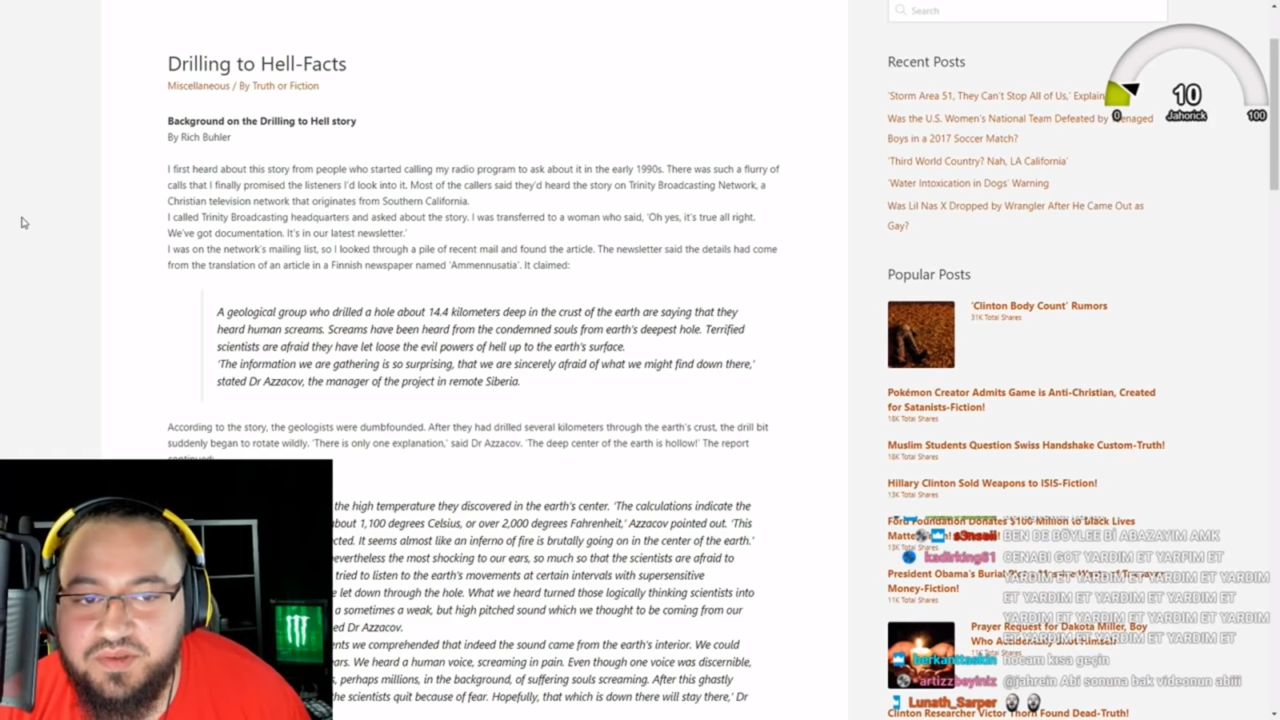 Drilling to Hell-Facts
Miscellaneous / By Truth or Fiction
Background on the Drilling to Hell story
By Rich Buhler
I first heard about this story from people who started calling my radio program to ask about it in the early 1990s. There was such a flurry of
calls that I finally promised the listeners I'd look into it. Most of the callers said they'd heard the story on Trinity Broadcasting Network, a
Christian television network that originates from Southern California.
I called Trinity Broadcasting headquarters and asked about the story. I was transferred to a woman who said, 'Oh yes, it's true all right.
We've got documentation. It's in our latest newsletter.'
I was on the network's mailing list, so I looked through a pile of recent mail and found the article. The newsletter said the details had come
from the translation of an article in a Finnish newspaper named 'Ammennusatia'. It claimed:
A geological group who drilled a hole about 14.4 kilometers deep in the crust of the earth are saying that they
heard human screams. Screams have been heard from the condemned souls from earth's deepest hole. Terrified
scientists are afraid they have let loose the evil powers of hell up to the earth's surface.
'The information we are gathering is so surprising, that we are sincerely afraid of what we might find down there,'
stated Dr Azzacov, the manager of the project in remote Siberia.
According to the story, the geologists were dumbfounded. After they had drilled several kilometers through the earth's crust, the drill bit
suddenly began to rotate wildly. 'There is only one explanation,' said Dr Azzacov. 'The deep center of the earth is hollow!' The report
continued:
the high temperature they discovered in the earth's center. 'The calculations indicate the
about 1,100 degrees Celsius, or over 2,000 degrees Fahrenheit,' Azzacov pointed out. 'This
cted. It seems almost like an inferno of fire is brutally going on in the center of the earth.'
evertheless the most shocking to our ears, so much so that the scientists are afraid to
tried to listen to the earth's movements at certain intervals with supersensitive
e let down through the hole. What we heard turned those logically thinking scientists into
a sometimes a weak, but high pitched sound which we thought to be coming from our
ed Dr Azzacov.
nts we comprehended that indeed the sound came from the earth's interior. We could
ars. We heard a human voice, screaming in pain. Even though one voice was discernible,
s, perhaps millions, in the background, of suffering souls screaming. After this ghastly
the scientists quit because of fear. Hopefully, that which is down there will stay there,' Dr
Search
Recent Posts
'Storm Area 51, They Can't Stop All of Us,' Explain
Was the U.S. Women's National Team Defeated by enaged
Boys in a 2017 Soccer Match?
'Third World Country? Nah, LA California'
'Water Intoxication in Dogs' Warning
Was Lil Nas X Dropped by Wrangler After He Came Out as
Gay?
10
0 Jahorick 100
Popular Posts
'Clinton Body Count' Rumors
31K Total Shares
Pokémon Creator Admits Game is Anti-Christian, Created
for Satanists-Fiction!
18K Total Shares
Muslim Students Question Swiss Handshake Custom-Truth!
18K Total Shares
Hillary Clinton Sold Weapons to ISIS-Fiction!
13K Total Shares
Ford Foundation Donates $100 Million to Black Lives
Matte
13K Total Shares
President Obama's Burial
Money-Fiction!
11K Total Shares
Prayer Request for Dakota Miller, Boy
Who Accidentally Shot Himself
11K Total Shares
Clinton Researcher Victor Thorn Found Dead-Truth!
s3nsaii BEN DE BÖYLEE Bİ ABAZAYIM AMK
kadirking61 CENABI GOT YARDIM ET YARFIM ET
YARDIM ET YARDIM ET YARDIM ET YARDIM
ET YARDIM ET YARDIM ET YARDIM ET
YARDIM ET YARDIM ET YARDIM ET YARDIM
ET YARDIM ET YARDIM ET YARDIM ET
berkanttaskin hocam kısa geçin
artizzbeyiniz @jahrein Abi sonuna bak videonun abiii
Lunath_Sarper